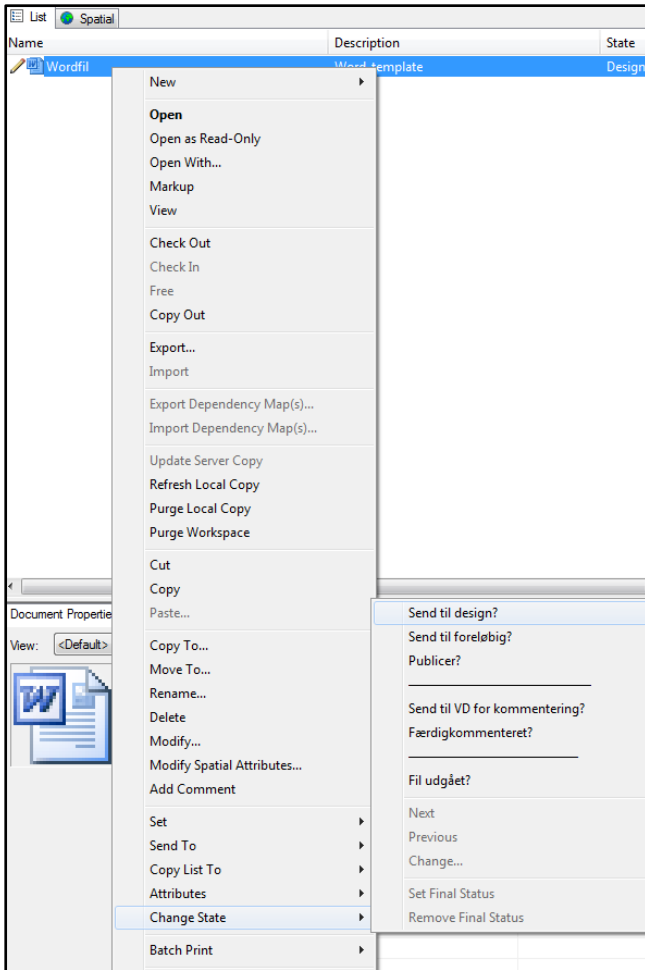 List Spatial
Name Description State
Wordfil Word-template Design
New
Open
Open as Read-Only
Open With...
Markup
View
Check Out
Check In
Free
Copy Out
Export...
Import
Export Dependency Map(s)...
Import Dependency Map(s)...
Update Server Copy
Refresh Local Copy
Purge Local Copy
Purge Workspace
Cut
Copy
Paste...
Copy To...
Move To...
Rename...
Delete
Modify...
Modify Spatial Attributes...
Add Comment
Set
Send To
Copy List To
Attributes
Change State
Batch Print
Document Propertie
View: <Default>
W
Send til design?
Send til foreløbig?
Publicer?
Send til VD for kommentering?
Færdigkommenteret?
Fil udgået?
Next
Previous
Change...
Set Final Status
Remove Final Status